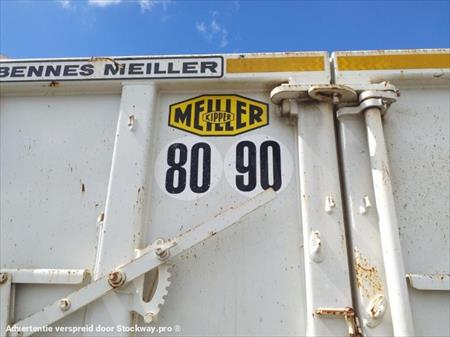 BENNES MEILLER
MEILLER
KIPPER
80 90
Advertentie verspreid door Stockway.pro ®